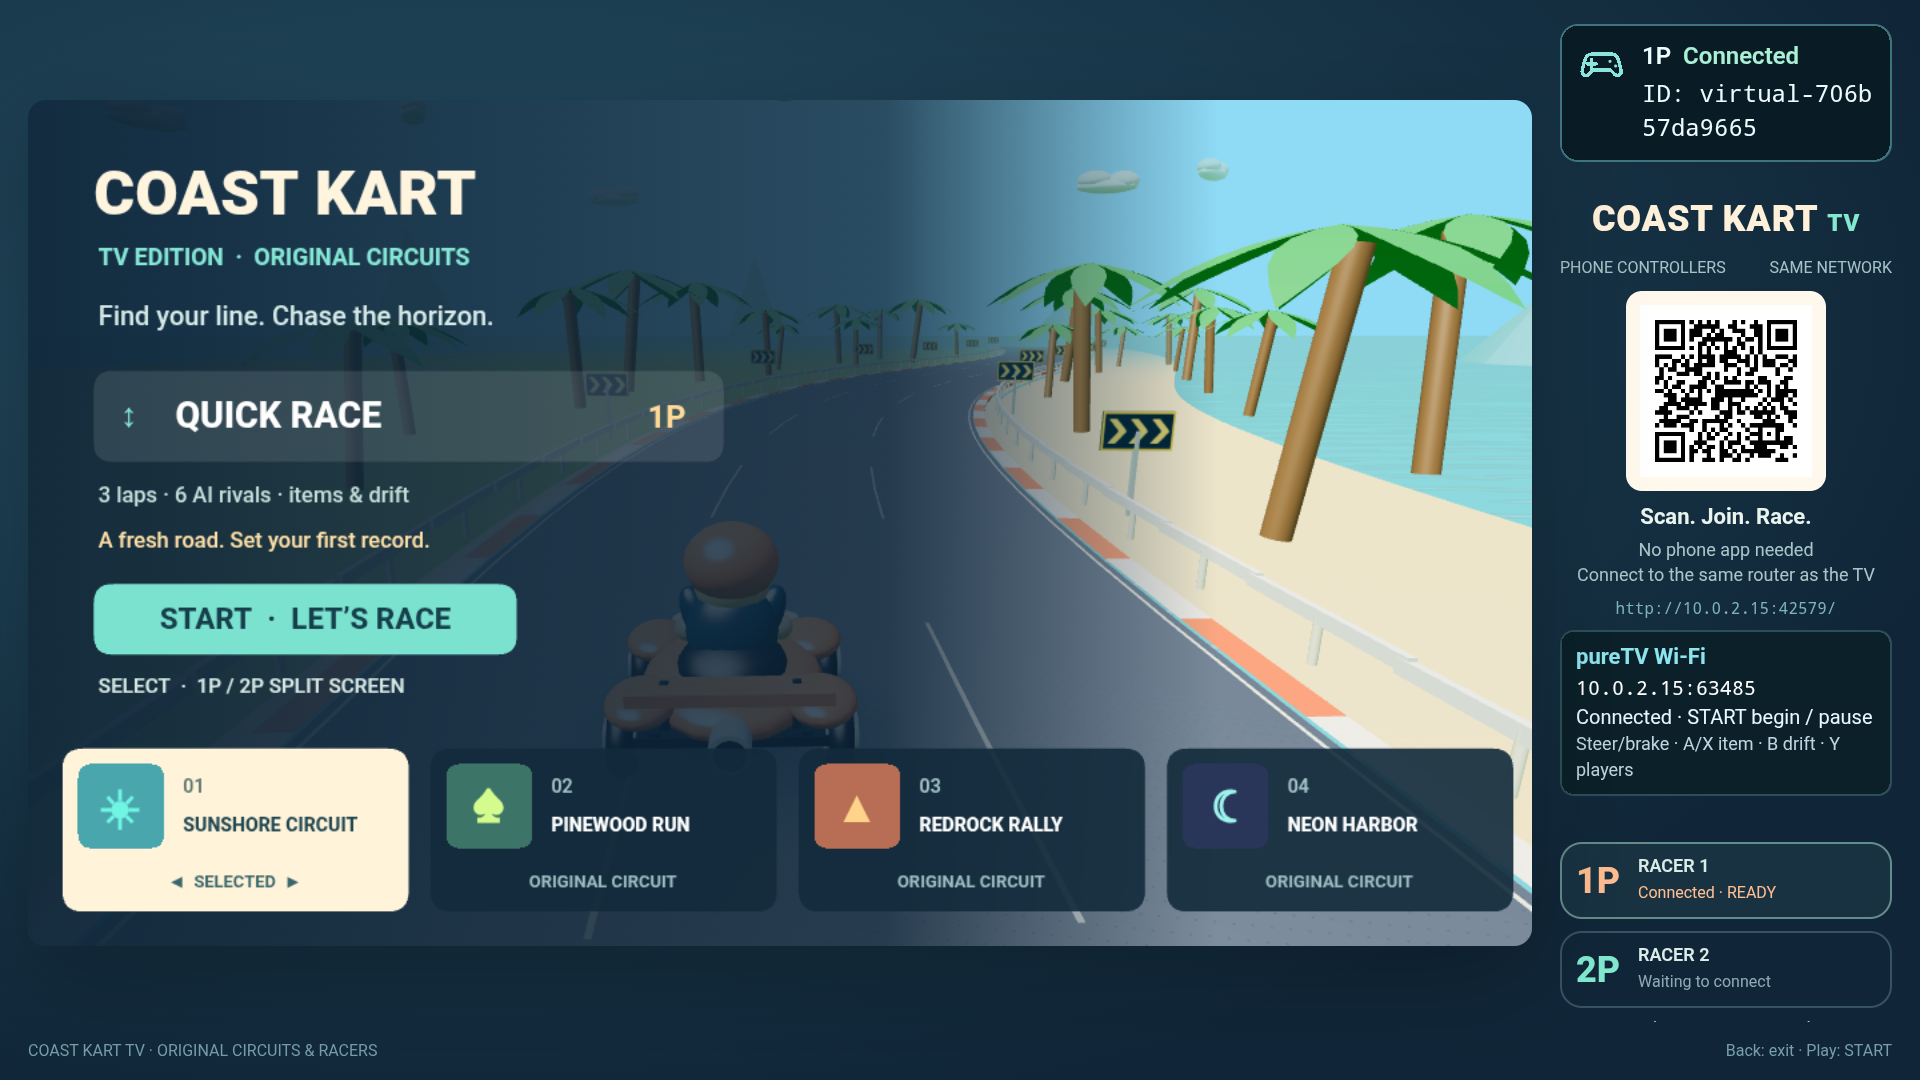 COAST KART
TV EDITION · ORIGINAL CIRCUITS
Find your line. Chase the horizon.
↕ QUICK RACE 1P
3 laps · 6 AI rivals · items & drift
A fresh road. Set your first record.
START · LET’S RACE
SELECT · 1P / 2P SPLIT SCREEN
01
SUNSHORE CIRCUIT
◄ SELECTED ►
02
PINEWOOD RUN
ORIGINAL CIRCUIT
03
REDROCK RALLY
ORIGINAL CIRCUIT
04
NEON HARBOR
ORIGINAL CIRCUIT
1P Connected
ID: virtual-706b
57da9665
COAST KART TV
PHONE CONTROLLERS SAME NETWORK
Scan. Join. Race.
No phone app needed
Connect to the same router as the TV
http://10.0.2.15:42579/
pureTV Wi-Fi
10.0.2.15:63485
Connected · START begin / pause
Steer/brake · A/X item · B drift · Y
players
1P RACER 1
Connected · READY
2P RACER 2
Waiting to connect
COAST KART TV · ORIGINAL CIRCUITS & RACERS
Back: exit · Play: START